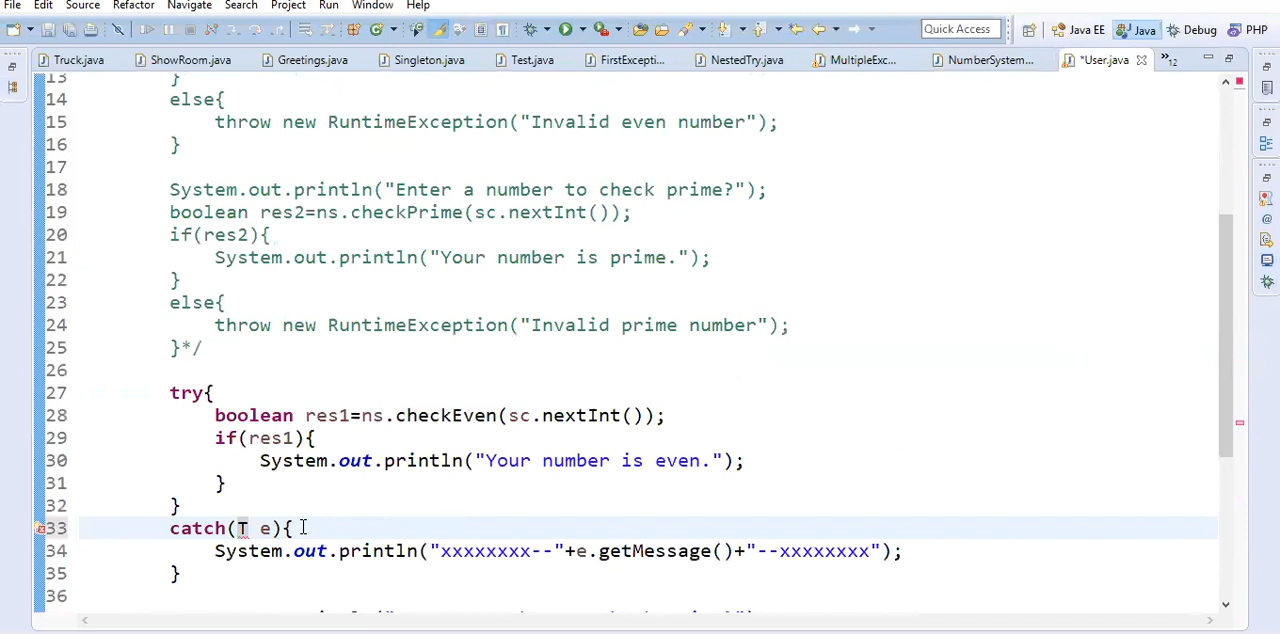 File Edit Source Refactor Navigate Search Project Run Window Help
Quick Access Java EE Java Debug PHP
Truck.java ShowRoom.java Greetings.java Singleton.java Test.java FirstExcepti... NestedTry.java MultipleExc... NumberSystem... *User.java »12
13 }
14 else{
15 throw new RuntimeException("Invalid even number");
16 }
17
18 System.out.println("Enter a number to check prime?");
19 boolean res2=ns.checkPrime(sc.nextInt());
20 if(res2){
21 System.out.println("Your number is prime.");
22 }
23 else{
24 throw new RuntimeException("Invalid prime number");
25 }*/
26
27 try{
28 boolean res1=ns.checkEven(sc.nextInt());
29 if(res1){
30 System.out.println("Your number is even.");
31 }
32 }
33 catch(T e){
34 System.out.println("xxxxxxxx--"+e.getMessage()+"--xxxxxxxx");
35 }
36